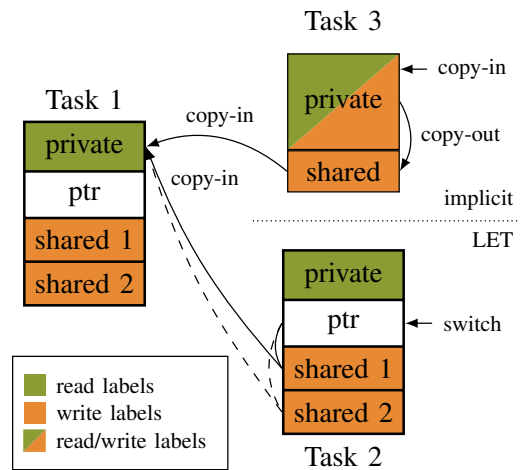 Task 3
copy-in
private
copy-out
shared
implicit
Task 1
private
ptr
shared 1
shared 2
copy-in
copy-in
LET
private
ptr
switch
shared 1
shared 2
Task 2
read labels
write labels
read/write labels